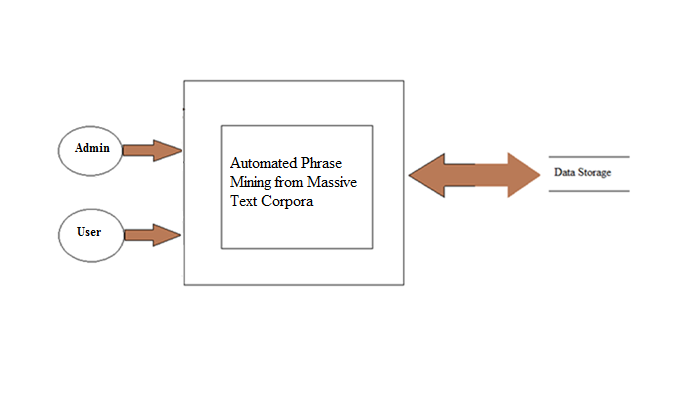 Admin
Automated Phrase
Mining from Massive
Text Corpora
Data Storage
User